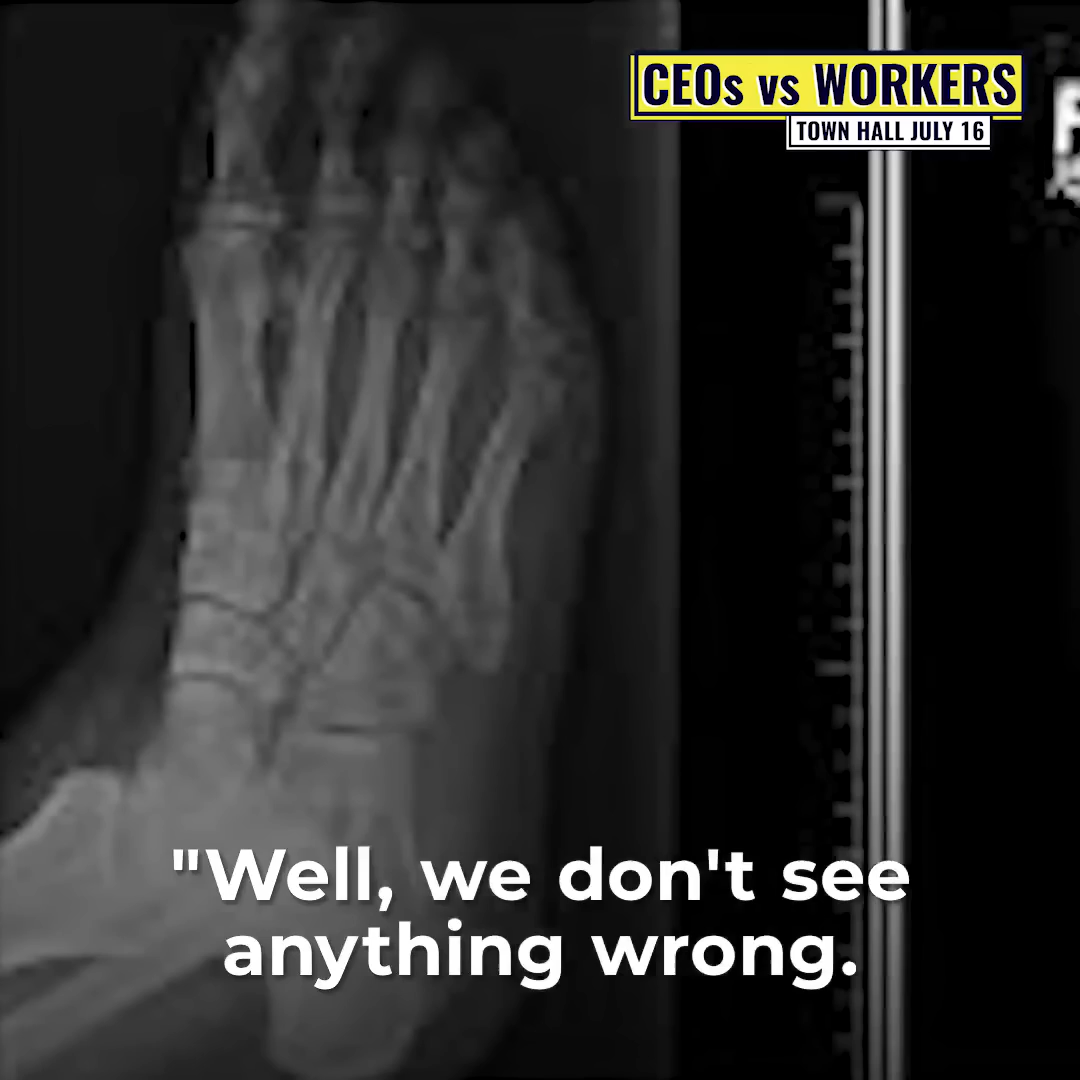 CEOs vs WORKERS
TOWN HALL JULY 16
"Well, we don't see
anything wrong.